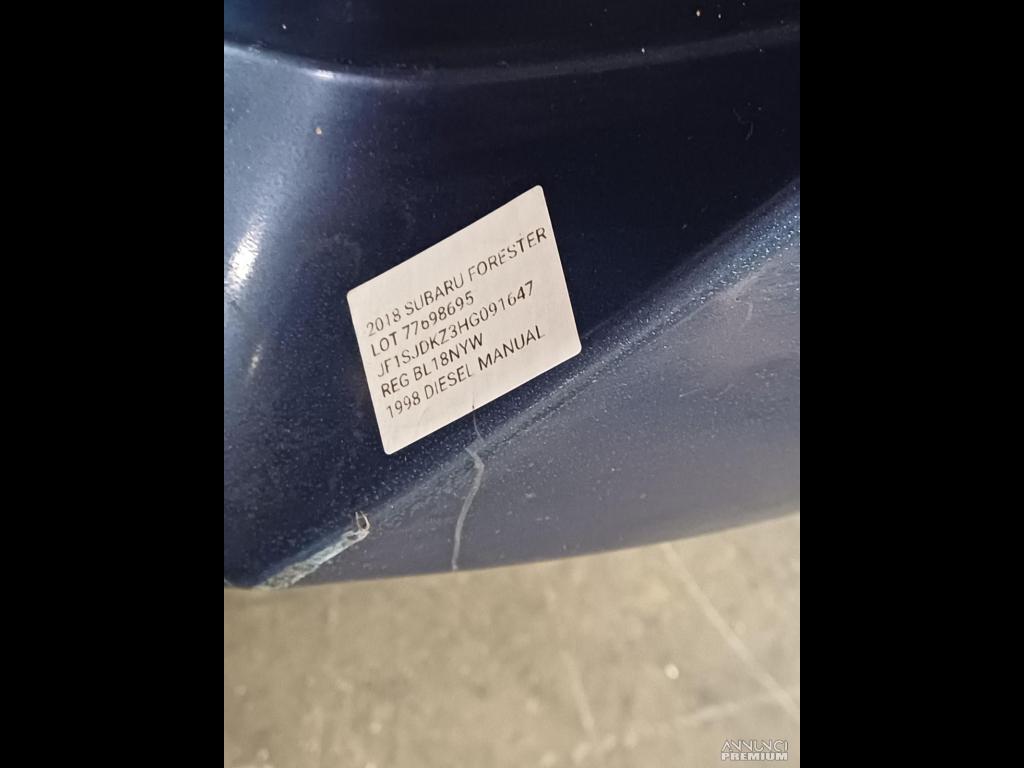 2018 SUBARU FORESTER
LOT 77698695
JF1SJDKZ3HG091647
REG BL18NYW
1998 DIESEL MANUAL
ANNUNCI
PREMIUM